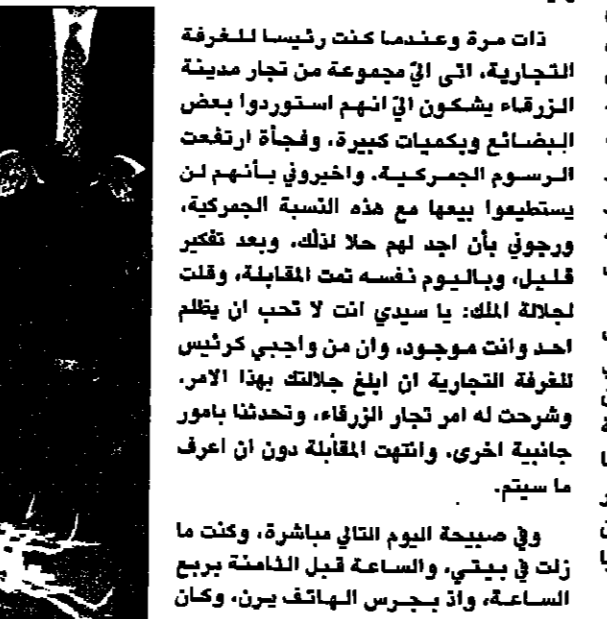 ذات مرة وعندما كنت رئيسا للغرفة
التجارية، اتى اليّ مجموعة من تجار مدينة
الزرقاء يشكون اليّ انهم استوردوا بعض
البضائع وبكميات كبيرة، وفجأة ارتفعت
الرسوم الجمركية، واخبروني بأنهم لن
يستطيعوا بيعها مع هذه النسبة الجمركية،
ورجوني بأن اجد لهم حلا لذلك، وبعد تفكير
قليل، وباليوم نفسه تمت المقابلة، وقلت
لجلالة الملك: يا سيدي انت لا تحب ان يظلم
احد وانت موجود، وان من واجبي كرئيس
للغرفة التجارية ان ابلغ جلالتك بهذا الامر،
وشرحت له امر تجار الزرقاء، وتحدثنا بامور
جانبية اخرى، وانتهت المقابلة دون ان اعرف
ما سيتم.
وفي صبيحة اليوم التالي مباشرة، وكنت ما
زلت في بيتي، والساعة قبل الثامنة بربع
الساعة، واذ بجرس الهاتف يرن، وكان